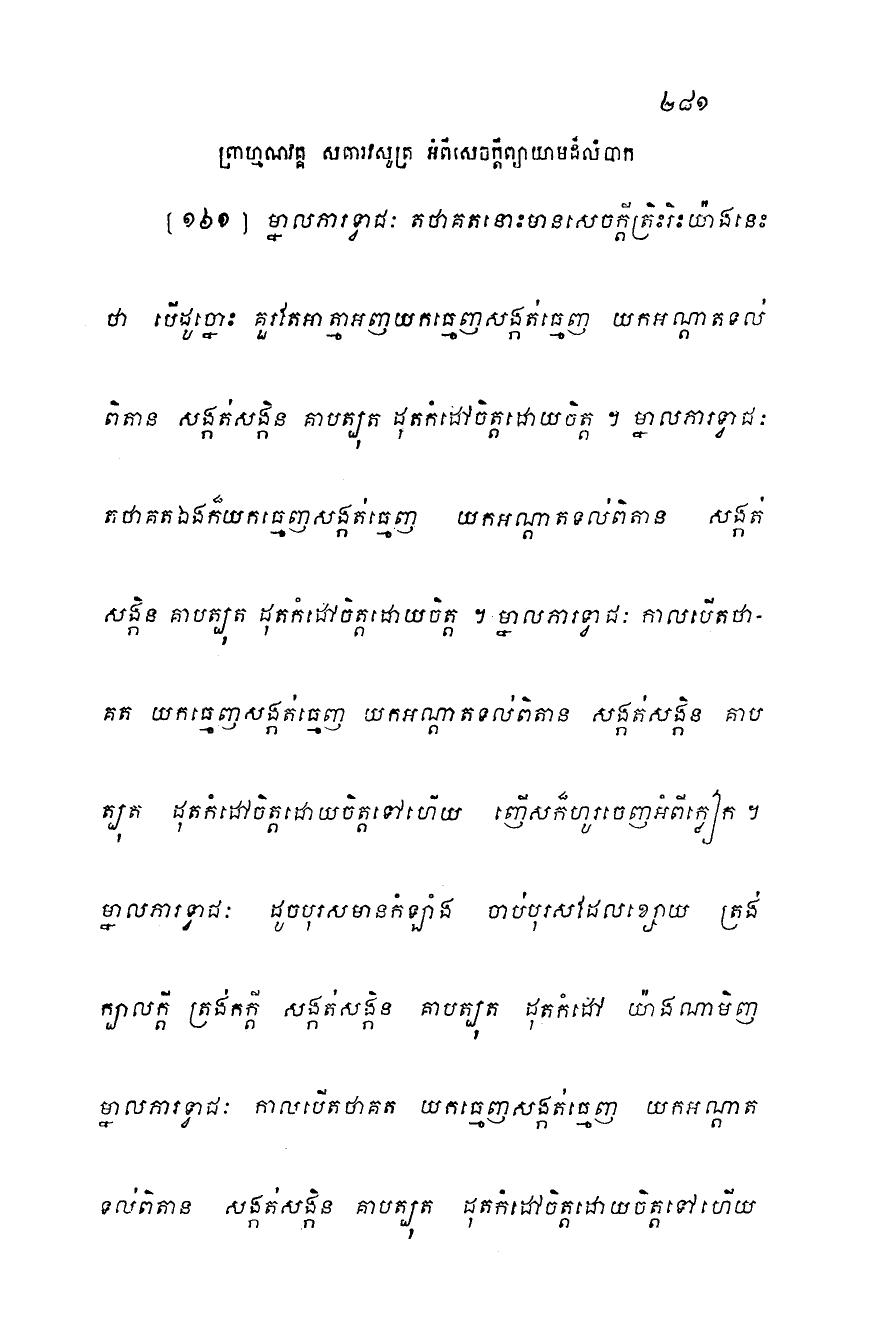 ២៨១
ព្រាហ្មណវគ្គ សគារវសូត្រ អំពីសេចក្តីព្យាយាមដ៏លំបាក
[ ១៦១ ] ម្នាលភារទ្វាជៈ តថាគតនោះមានសេចក្តីត្រិះរិះយ៉ាងនេះ
ថា បើដូច្នោះ គួរតែអាត្មាអញយកធ្មេញសង្កត់ធ្មេញ យកអណ្តាតទល់
ពិតាន សង្កត់សង្កិន គាបត្បុត ដុតកំដៅចិត្តដោយចិត្ត ។ ម្នាលភារទ្វាជៈ
តថាគតឯងក៏យកធ្មេញសង្កត់ធ្មេញ យកអណ្តាតទល់ពិតាន សង្កត់
សង្កិន គាបត្បុត ដុតកំដៅចិត្តដោយចិត្ត ។ ម្នាលភារទ្វាជៈ កាលបើតថា-
គត យកធ្មេញសង្កត់ធ្មេញ យកអណ្តាតទល់ពិតាន សង្កត់សង្កិន គាប
ត្បុត ដុតកំដៅចិត្តដោយចិត្តទៅហើយ ញើសក៏ហូរចេញអំពីក្លៀក ។
ម្នាលភារទ្វាជៈ ដូចបុរសមានកំឡាំង ចាប់បុរសដែលខ្សោយ ត្រង់
ក្បាលក្តី ត្រង់កក្តី សង្កត់សង្កិន គាបត្បុត ដុតកំដៅ យ៉ាងណាមិញ
ម្នាលភារទ្វាជៈ កាលបើតថាគត យកធ្មេញសង្កត់ធ្មេញ យកអណ្តាត
ទល់ពិតាន សង្កត់សង្កិន គាបត្បុត ដុតកំដៅចិត្តដោយចិត្តទៅហើយ